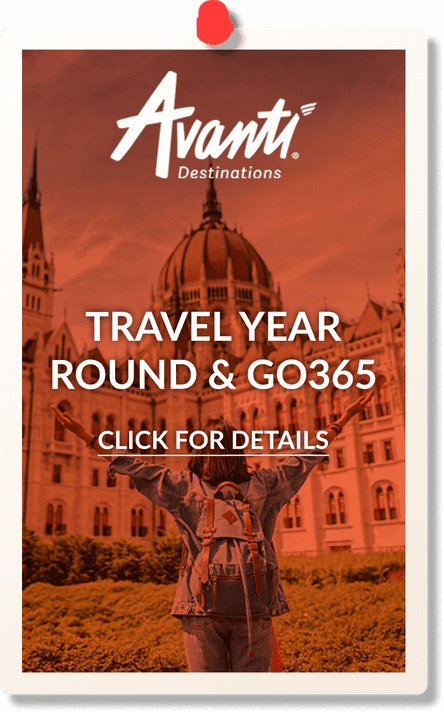 Avanti®
Destinations
TRAVEL YEAR
ROUND & GO365
CLICK FOR DETAILS